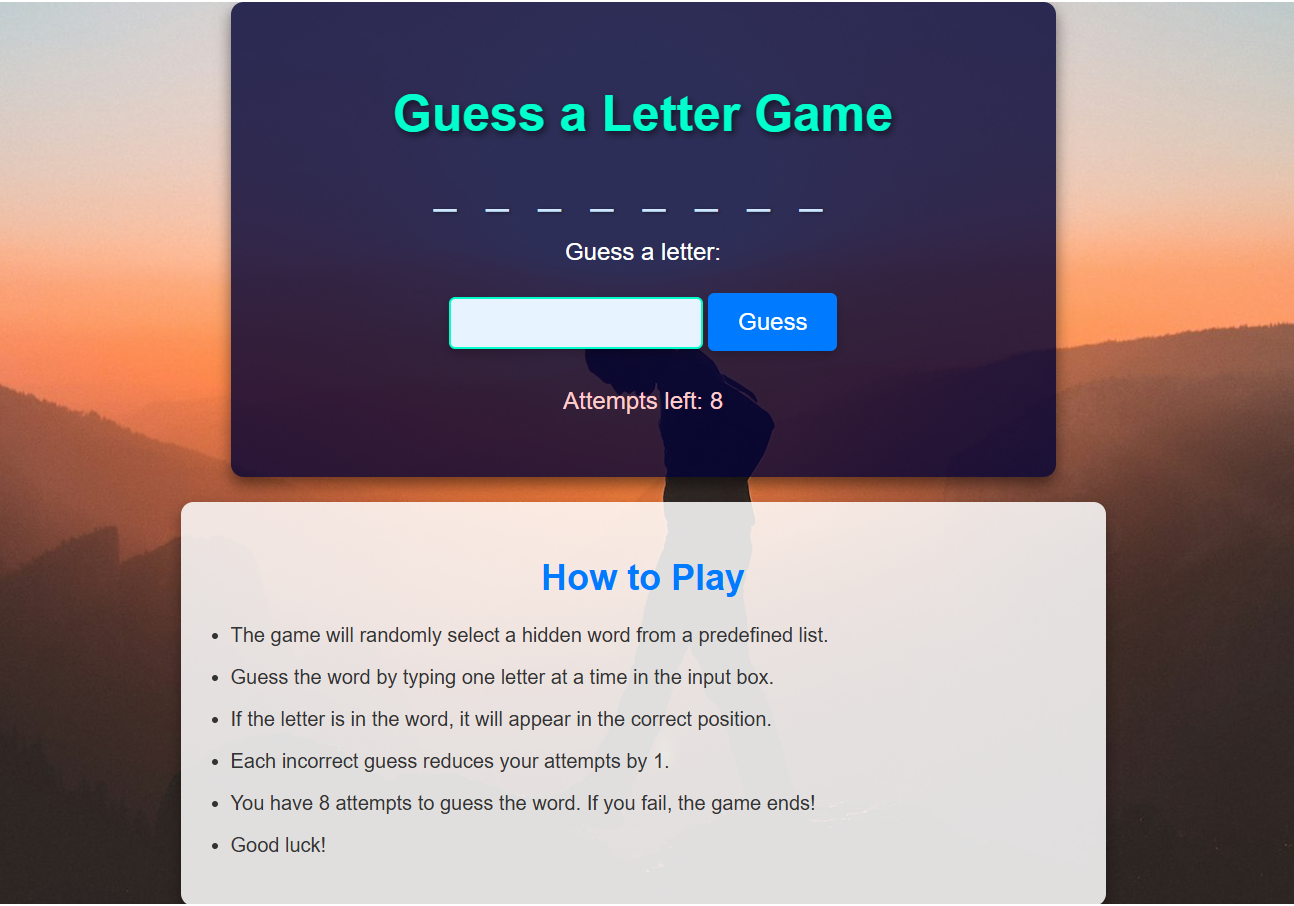 Guess a Letter Game
_ _ _ _ _ _ _ _
Guess a letter:
Guess
Attempts left: 8
How to Play
• The game will randomly select a hidden word from a predefined list.
• Guess the word by typing one letter at a time in the input box.
• If the letter is in the word, it will appear in the correct position.
• Each incorrect guess reduces your attempts by 1.
• You have 8 attempts to guess the word. If you fail, the game ends!
• Good luck!